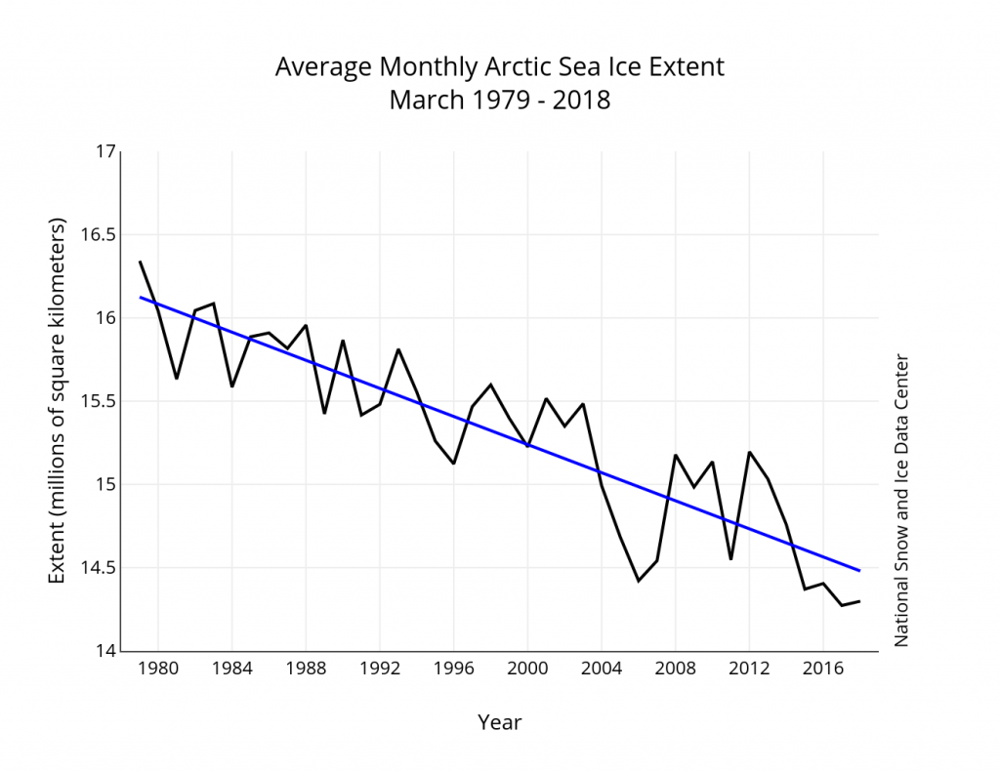 Average Monthly Arctic Sea Ice Extent
March 1979 - 2018
Extent (millions of square kilometers)
17
16.5
16
15.5
15
14.5
14
1980 1984 1988 1992 1996 2000 2004 2008 2012 2016
Year
National Snow and Ice Data Center